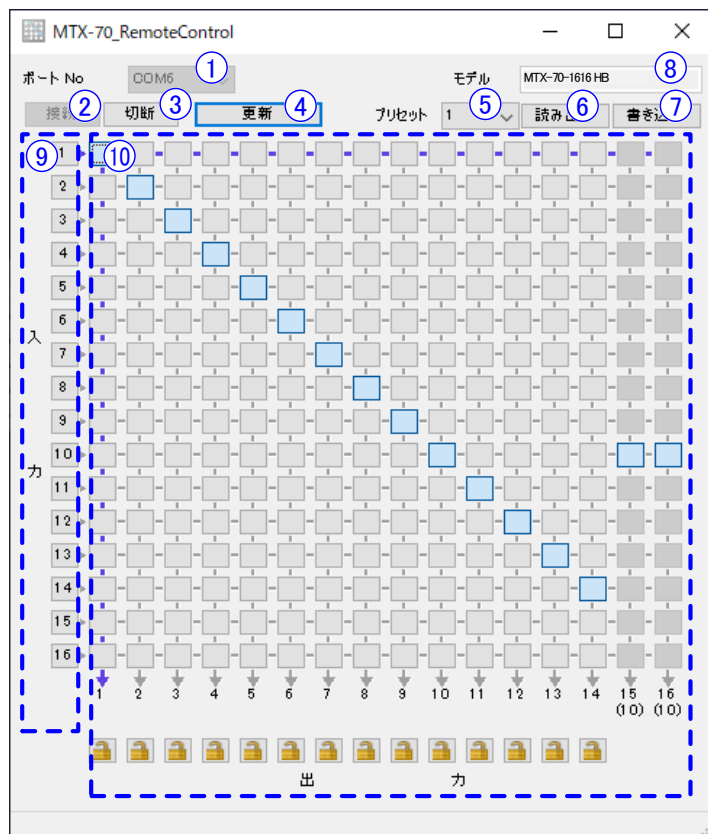 MTX-70_RemoteControl
ポート No COM6 ① モデル MTX-70-1616 HB ⑧
② 切断 ③ 更新 ④ プリセット 1 ⑤ 読み ⑥ 書き ⑦
⑨ 1 ⑩
2
3
4
5
6
入
7
8
9
10
力
11
12
13
14
15
16
1 2 3 4 5 6 7 8 9 10 11 12 13 14 15 16
(10) (10)
出 力